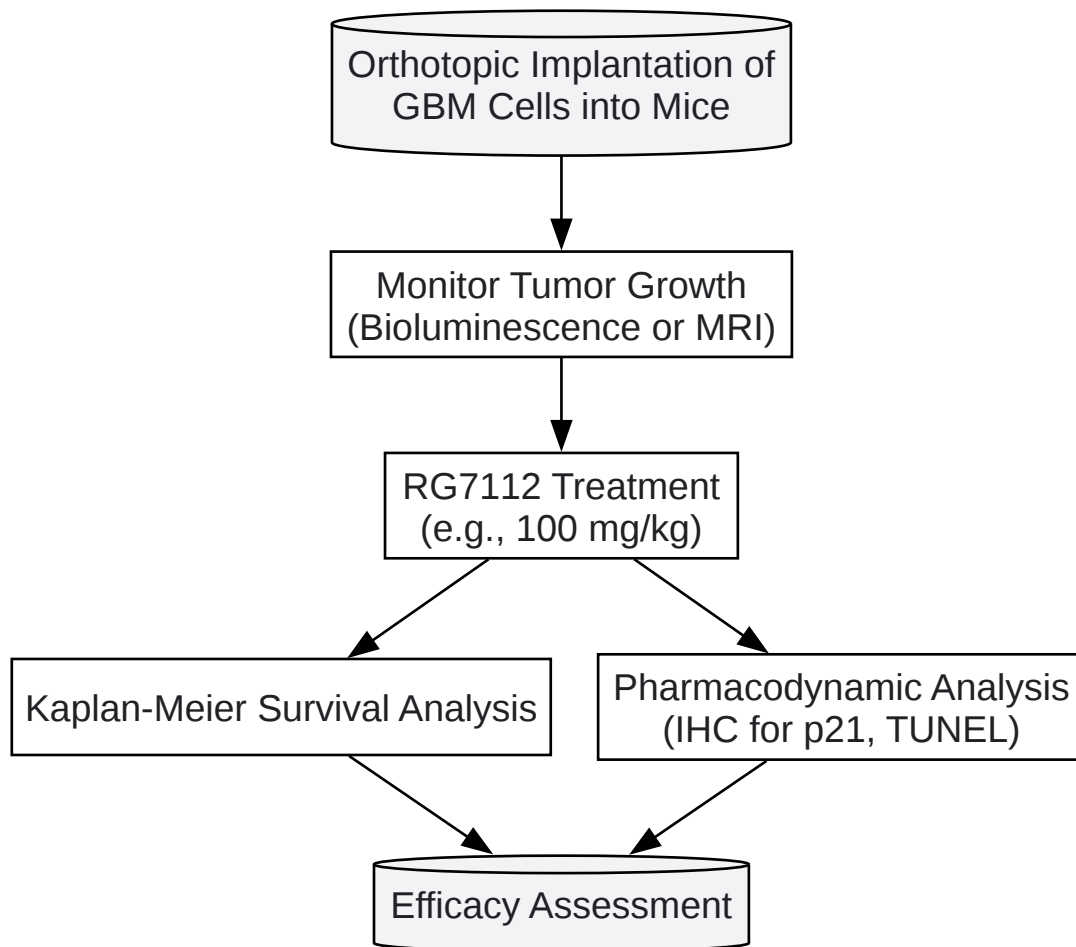 Orthotopic Implantation of
GBM Cells into Mice
Monitor Tumor Growth
(Bioluminescence or MRI)
RG7112 Treatment
(e.g., 100 mg/kg)
Kaplan-Meier Survival Analysis
Pharmacodynamic Analysis
(IHC for p21, TUNEL)
Efficacy Assessment